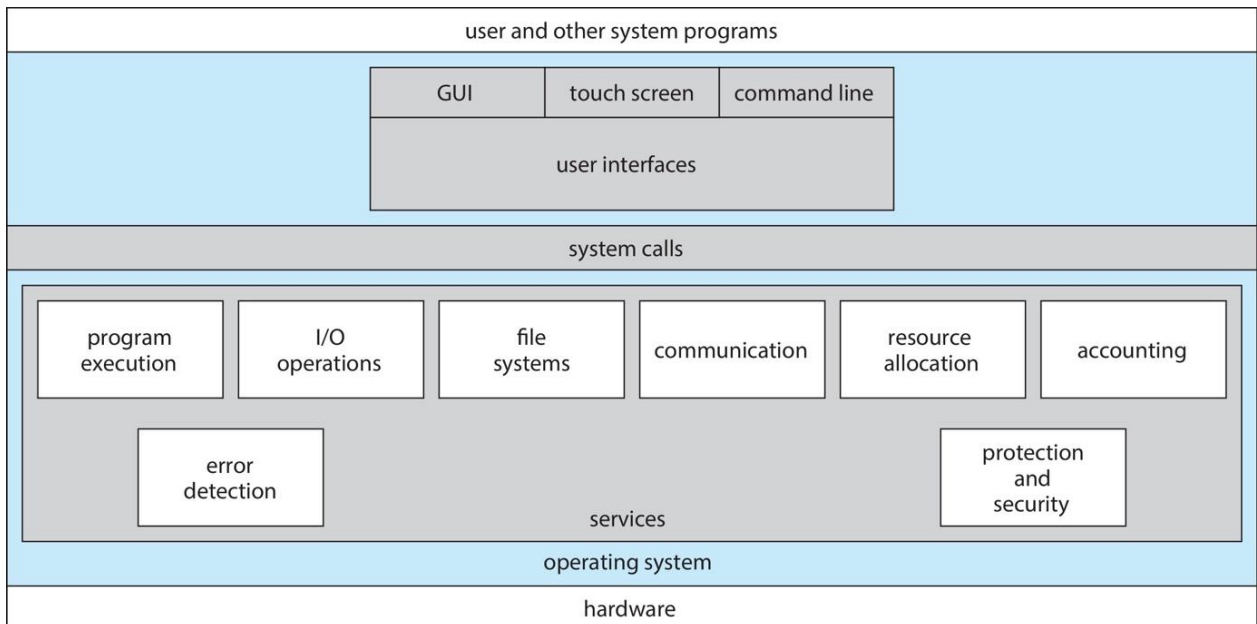 user and other system programs
GUI
touch screen
command line
user interfaces
system calls
program
execution
I/O
operations
file
systems
communication
resource
allocation
accounting
error
detection
protection
and
security
services
operating system
hardware